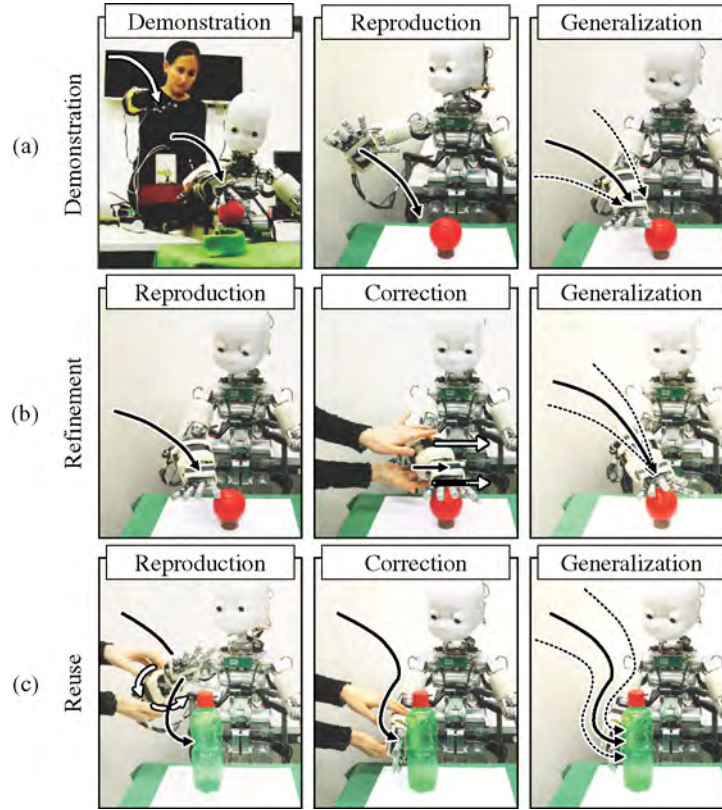 Demonstration
Reproduction
Generalization
(a)
Demonstration
Reproduction
Correction
Generalization
(b)
Refinement
Reproduction
Correction
Generalization
(c)
Reuse